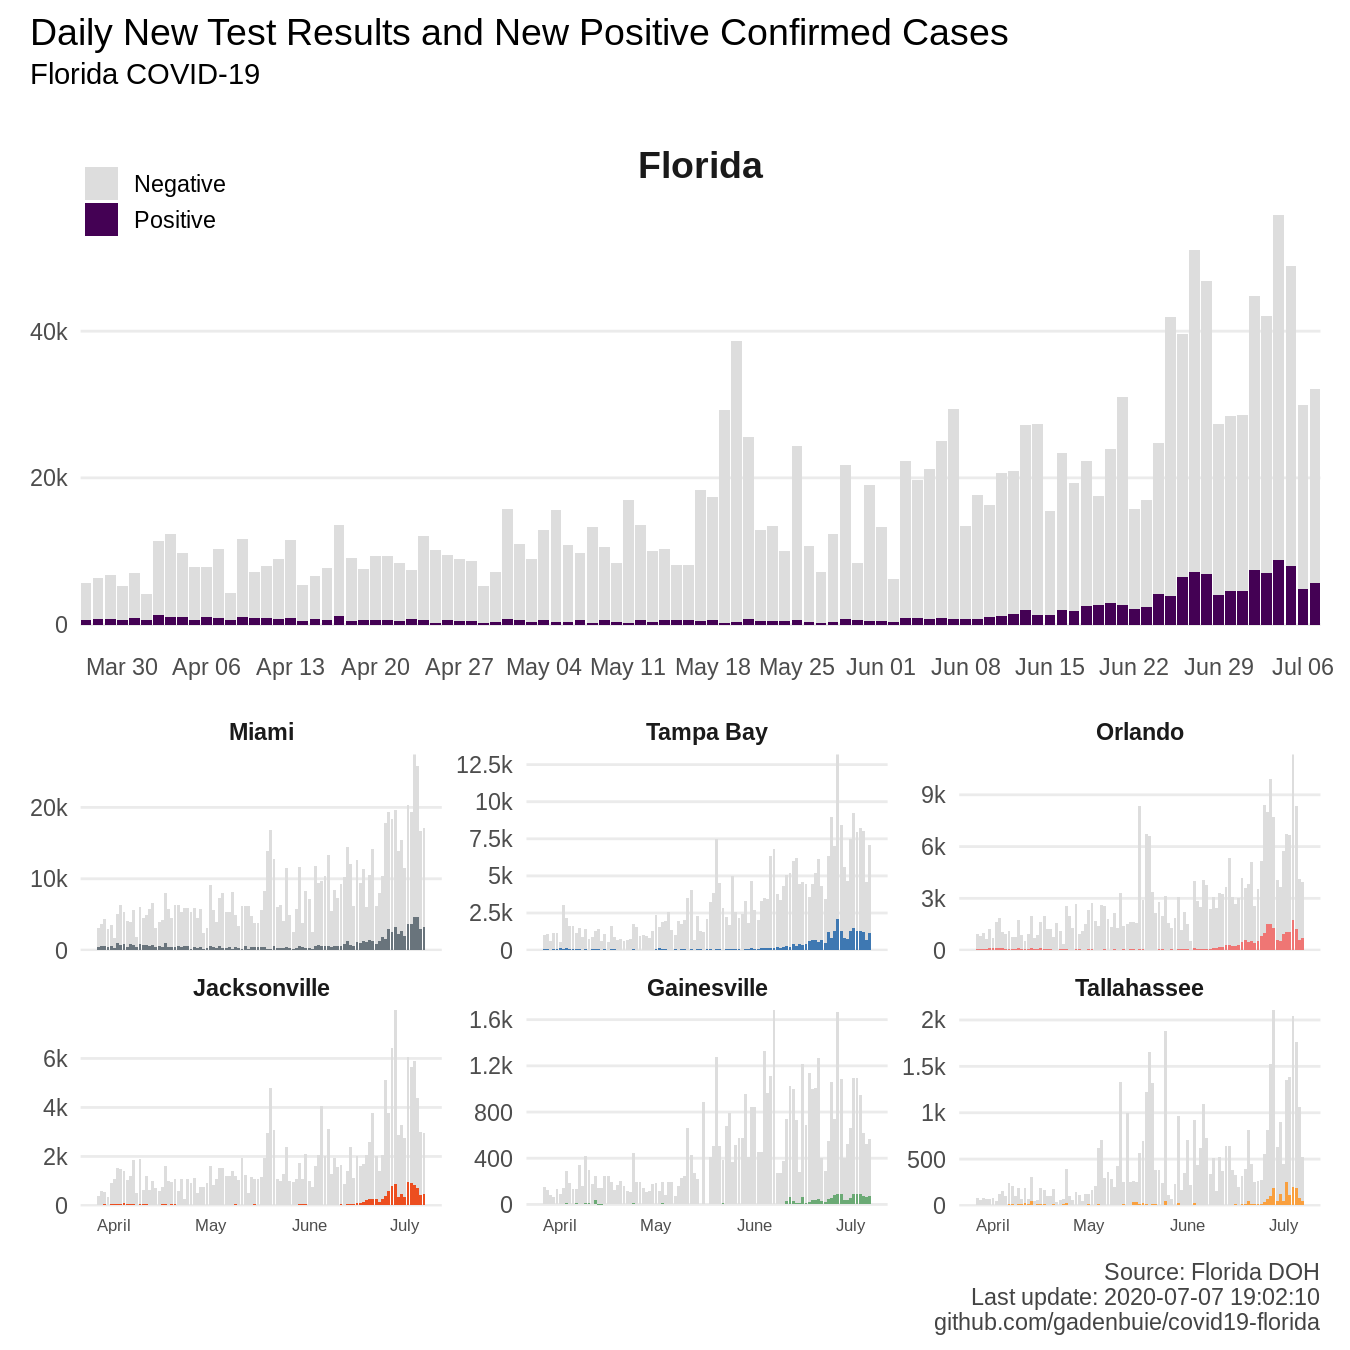 Daily New Test Results and New Positive Confirmed Cases
Florida COVID-19
Florida
Negative
Positive
40k
20k
0
Mar 30 Apr 06 Apr 13 Apr 20 Apr 27 May 04 May 11 May 18 May 25 Jun 01 Jun 08 Jun 15 Jun 22 Jun 29 Jul 06
Miami
20k
10k
0
Tampa Bay
12.5k
10k
7.5k
5k
2.5k
0
Orlando
9k
6k
3k
0
Jacksonville
6k
4k
2k
0
April May June July
Gainesville
1.6k
1.2k
800
400
0
April May June July
Tallahassee
2k
1.5k
1k
500
0
April May June July
Source: Florida DOH
Last update: 2020-07-07 19:02:10
github.com/gadenbuie/covid19-florida